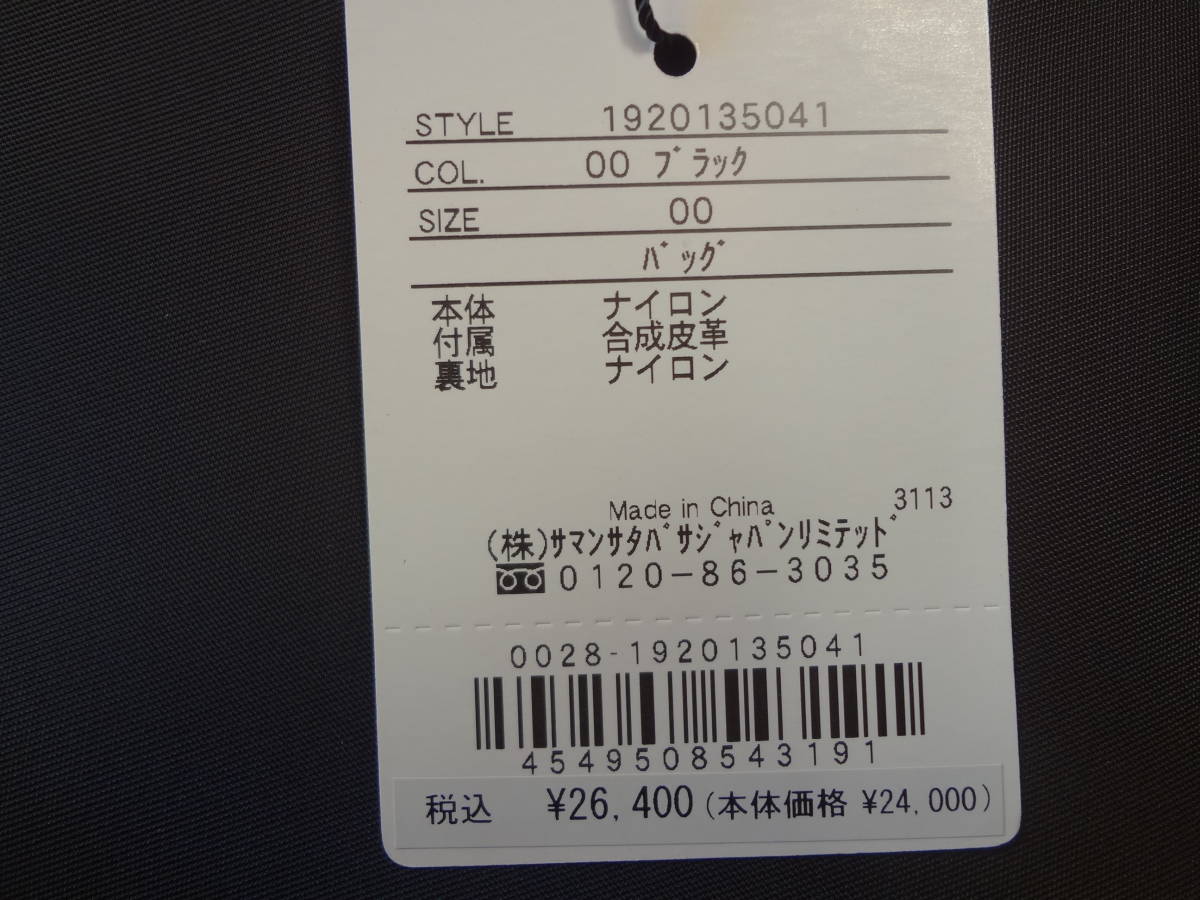 STYLE 1920135041
COL. 00 ﾌﾞﾗｯｸ
SIZE 00
ﾊﾞｯｸﾞ
本体 ナイロン
付属 合成皮革
裏地 ナイロン
Made in China 3113
(株)ｻﾏﾝｻﾀﾊﾞｻｼﾞｬﾊﾟﾝﾘﾐﾃｯﾄﾞ
0120-86-3035
0028-1920135041
4549508543191
税込 ¥26,400(本体価格 ¥24,000)